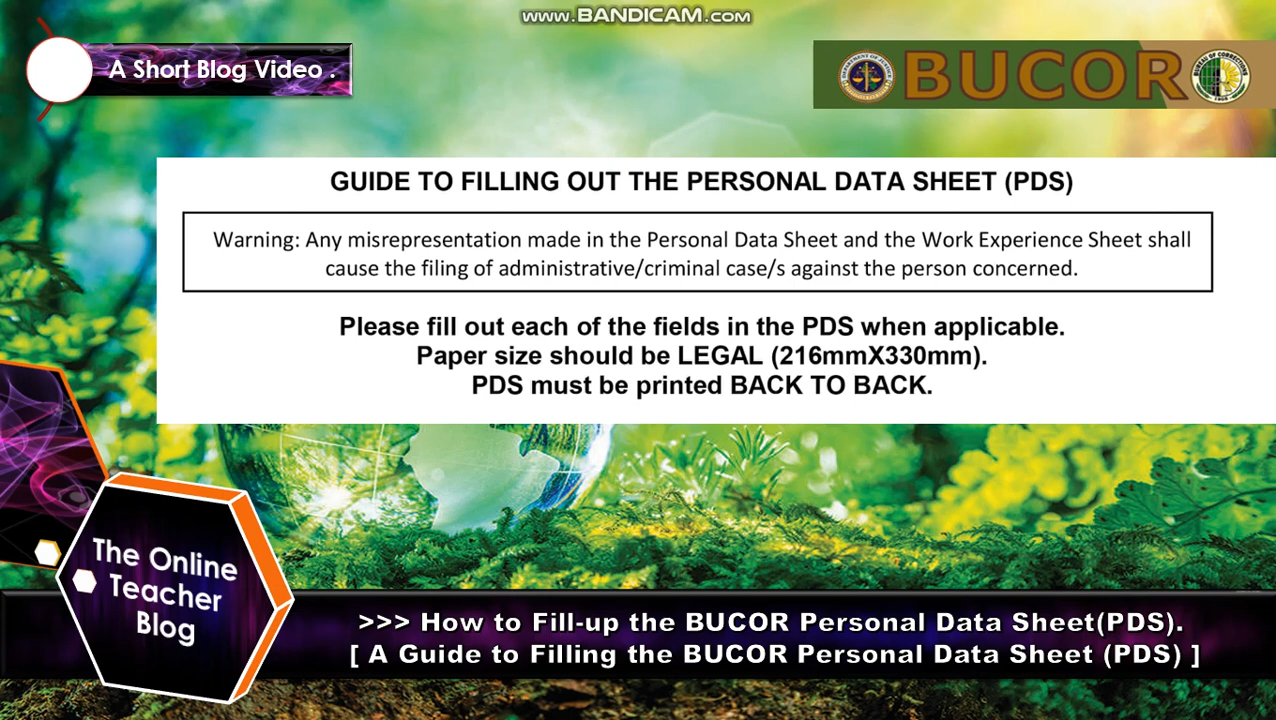 www.BANDICAM.com
A Short Blog Video .
BUCOR
GUIDE TO FILLING OUT THE PERSONAL DATA SHEET (PDS)
Warning: Any misrepresentation made in the Personal Data Sheet and the Work Experience Sheet shall
cause the filing of administrative/criminal case/s against the person concerned.
Please fill out each of the fields in the PDS when applicable.
Paper size should be LEGAL (216mmX330mm).
PDS must be printed BACK TO BACK.
The Online
Teacher
Blog
>>> How to Fill-up the BUCOR Personal Data Sheet(PDS).
[ A Guide to Filling the BUCOR Personal Data Sheet (PDS) ]